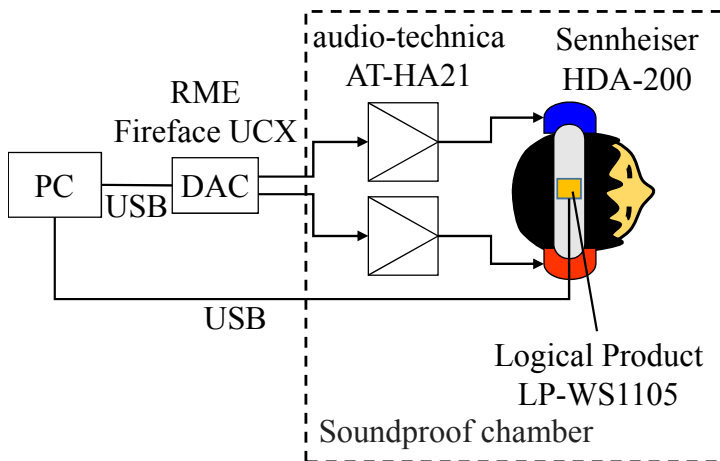 audio-technica
AT-HA21
Sennheiser
HDA-200
RME
Fireface UCX
PC
USB
DAC
USB
Logical Product
LP-WS1105
Soundproof chamber